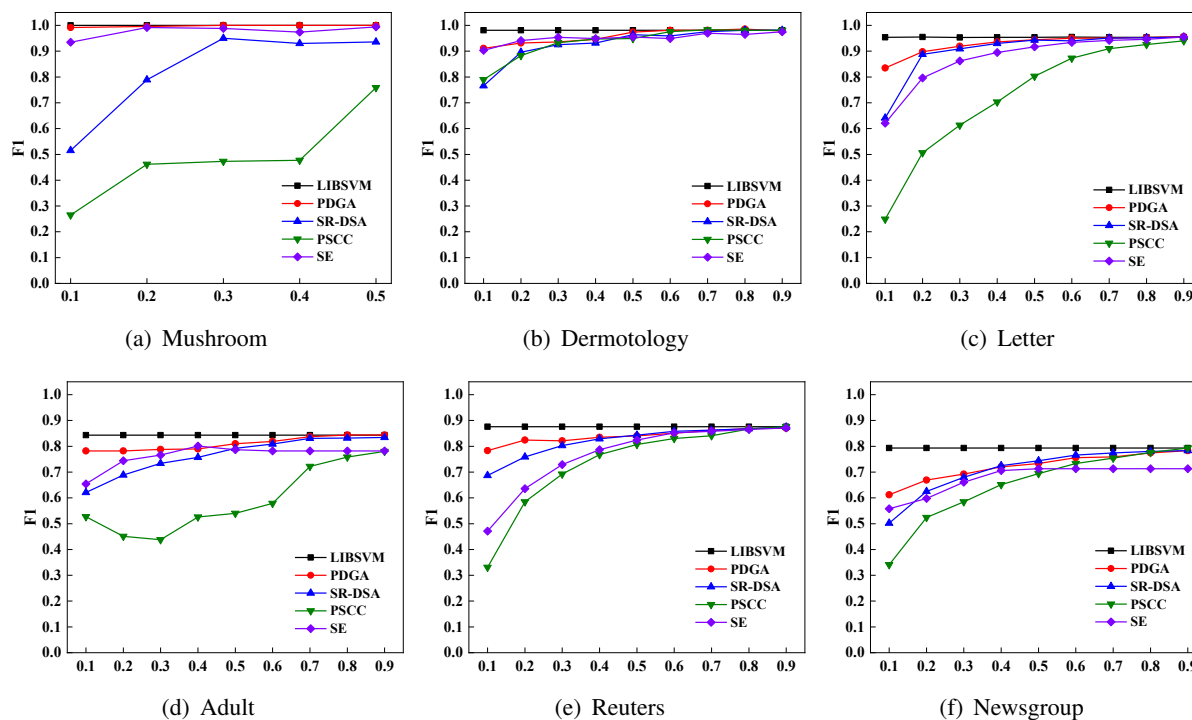 1.0
0.9
0.8
0.7
0.6
0.5
0.4
0.3
0.2
0.1
0.0
F1
LIBSVM
PDGA
SR-DSA
PSCC
SE
0.1 0.2 0.3 0.4 0.5
(a) Mushroom
1.0
0.9
0.8
0.7
0.6
0.5
0.4
0.3
0.2
0.1
0.0
F1
LIBSVM
PDGA
SR-DSA
PSCC
SE
0.1 0.2 0.3 0.4 0.5 0.6 0.7 0.8 0.9
(b) Dermotology
1.0
0.9
0.8
0.7
0.6
0.5
0.4
0.3
0.2
0.1
0.0
F1
LIBSVM
PDGA
SR-DSA
PSCC
SE
0.1 0.2 0.3 0.4 0.5 0.6 0.7 0.8 0.9
(c) Letter
1.0
0.9
0.8
0.7
0.6
0.5
0.4
0.3
0.2
0.1
0.0
F1
LIBSVM
PDGA
SR-DSA
PSCC
SE
0.1 0.2 0.3 0.4 0.5 0.6 0.7 0.8 0.9
(d) Adult
1.0
0.9
0.8
0.7
0.6
0.5
0.4
0.3
0.2
0.1
0.0
F1
LIBSVM
PDGA
SR-DSA
PSCC
SE
0.1 0.2 0.3 0.4 0.5 0.6 0.7 0.8 0.9
(e) Reuters
1.0
0.9
0.8
0.7
0.6
0.5
0.4
0.3
0.2
0.1
0.0
F1
LIBSVM
PDGA
SR-DSA
PSCC
SE
0.1 0.2 0.3 0.4 0.5 0.6 0.7 0.8 0.9
(f) Newsgroup